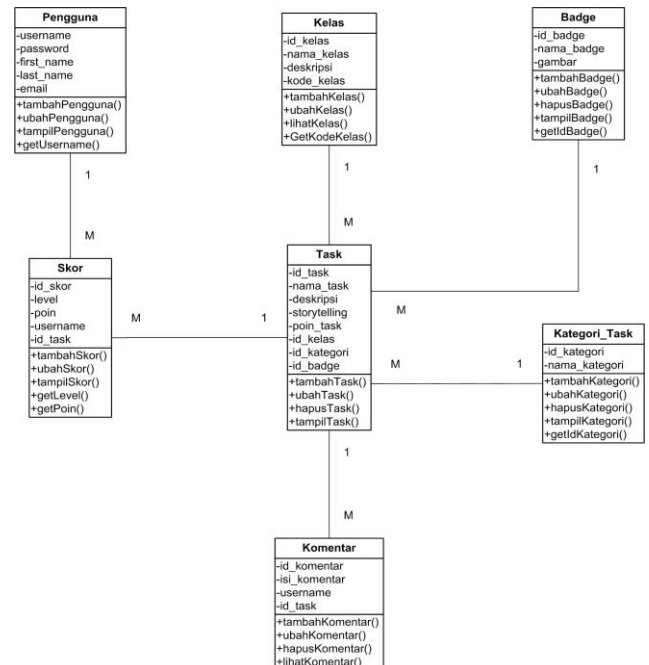 Pengguna
-username
-password
-first_name
-last_name
-email
+tambahPengguna()
+ubahPengguna()
+tampilPengguna()
+getUsername()
Kelas
-id_kelas
-nama_kelas
-deskripsi
-kode_kelas
+tambahKelas()
+ubahKelas()
+lihatKelas()
+GetKodeKelas()
Badge
-id_badge
-nama_badge
-gambar
+tambahBadge()
+ubahBadge()
+hapusBadge()
+tampilBadge()
+getIdBadge()
1
M
1
M
1
M
Skor
-id_skor
-level
-poin
-username
-id_task
+tambahSkor()
+ubahSkor()
+tampilSkor()
+getLevel()
+getPoin()
M
1
Task
-id_task
-nama_task
-deskripsi
-storytelling
-poin_task
-id_kelas
-id_kategori
-id_badge
+tambahTask()
+ubahTask()
+hapusTask()
+tampilTask()
M
1
Kategori_Task
-id_kategori
-nama_kategori
+tambahKategori()
+ubahKategori()
+hapusKategori()
+tampilKategori()
+getIdKategori()
1
M
Komentar
-id_komentar
-isi_komentar
-username
-id_task
+tambahKomentar()
+ubahKomentar()
+hapusKomentar()
+lihatKomentar()